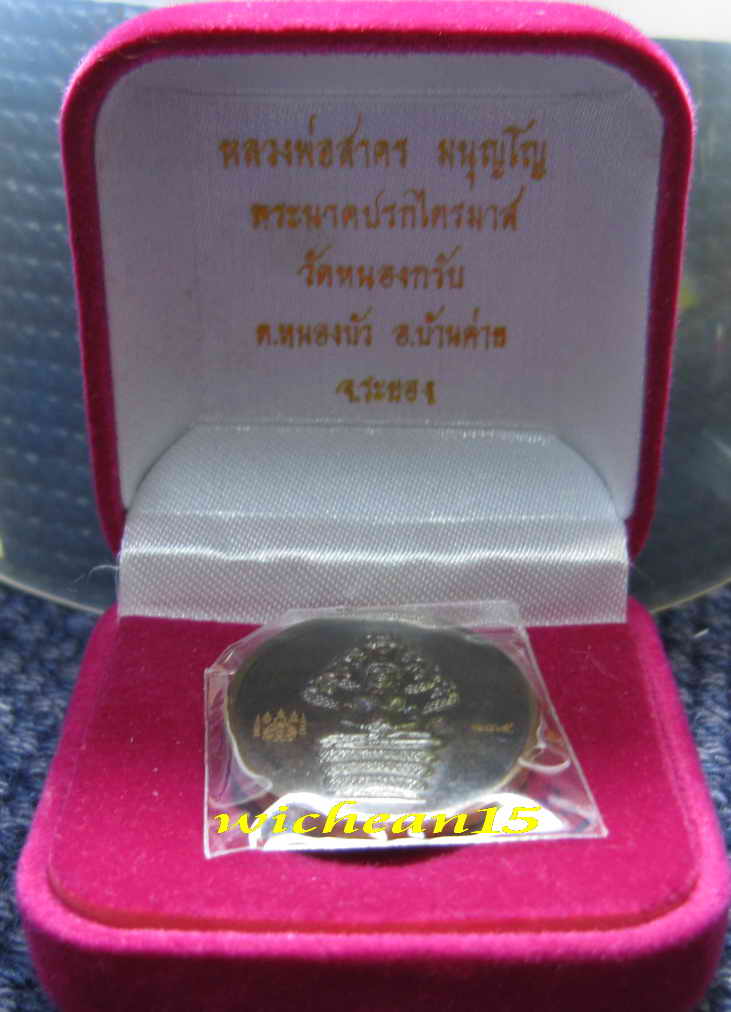 หลวงพ่อสาคร มนุญโญ
พระนาคปรกไตรมาส
วัดหนองกรับ
ต.หนองบัว อ.บ้านค่าย
จ.ระยอง
wichean15